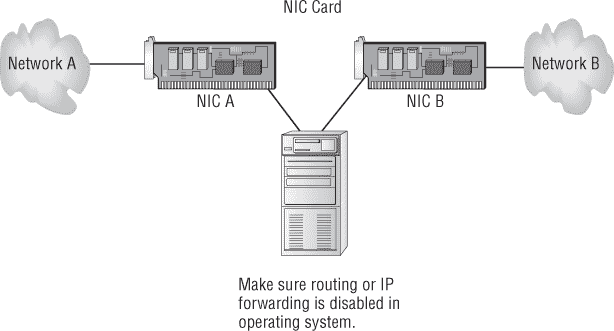 NIC Card
Network A
Network B
NIC A
NIC B
Make sure routing or IP
forwarding is disabled in
operating system.